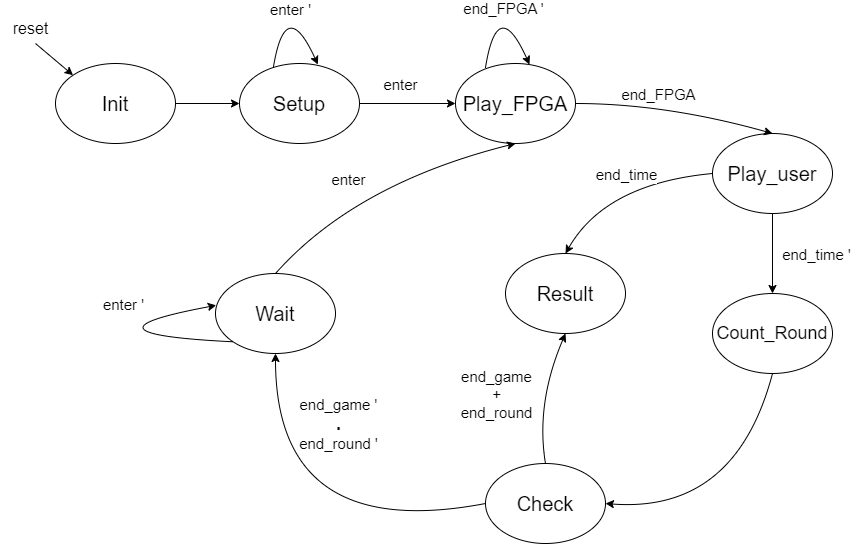 enter '
end_FPGA '
reset
enter
end_FPGA
Init
Setup
Play_FPGA
end_time
Play_user
enter
end_time '
Result
enter '
Wait
Count_Round
end_game
+
end_round
end_game '
.
end_round '
Check